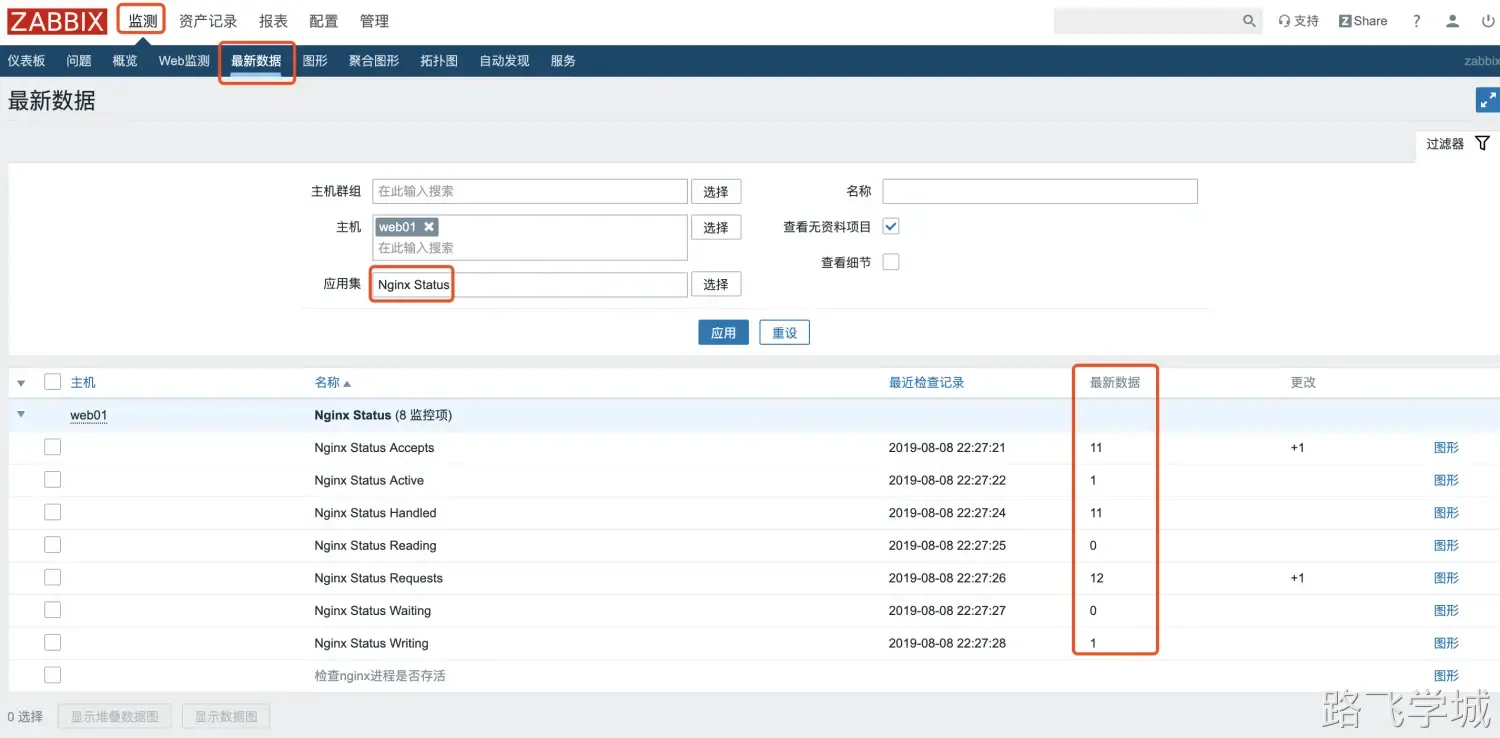 ZABBIX 监测 资产记录 报表 配置 管理 支持 Z Share ?
仪表板 问题 概览 Web监测 最新数据 图形 聚合图形 拓扑图 自动发现 服务 zabbix
最新数据
过滤器
主机群组 在此输入搜索 选择 名称
主机 web01 选择 查看无资料项目
在此输入搜索
查看细节
应用集 Nginx Status 选择
应用 重设
主机 名称 最近检查记录 最新数据 更改
web01 Nginx Status (8 监控项)
Nginx Status Accepts 2019-08-08 22:27:21 11 +1 图形
Nginx Status Active 2019-08-08 22:27:22 1 图形
Nginx Status Handled 2019-08-08 22:27:24 11 图形
Nginx Status Reading 2019-08-08 22:27:25 0 图形
Nginx Status Requests 2019-08-08 22:27:26 12 +1 图形
Nginx Status Waiting 2019-08-08 22:27:27 0 图形
Nginx Status Writing 2019-08-08 22:27:28 1 图形
检查nginx进程是否存活 图形
0 选择 显示堆叠数据图 显示数据图
路飞学城